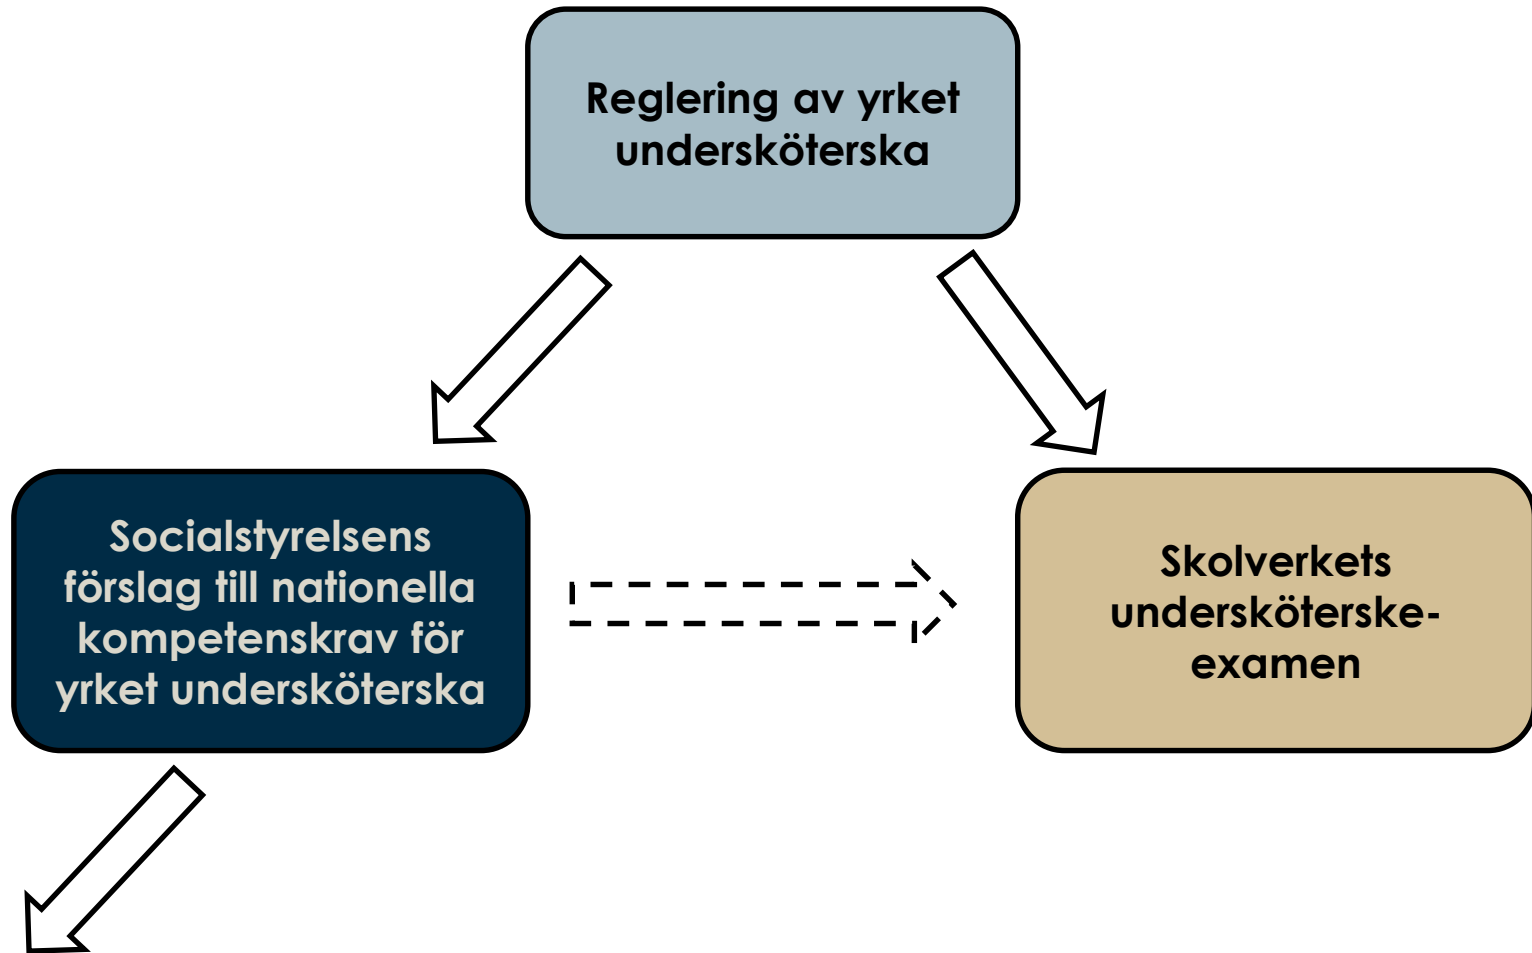 Reglering av yrket
undersköterska
Socialstyrelsens
förslag till nationella
kompetenskrav för
yrket undersköterska
Skolverkets
undersköterske-
examen